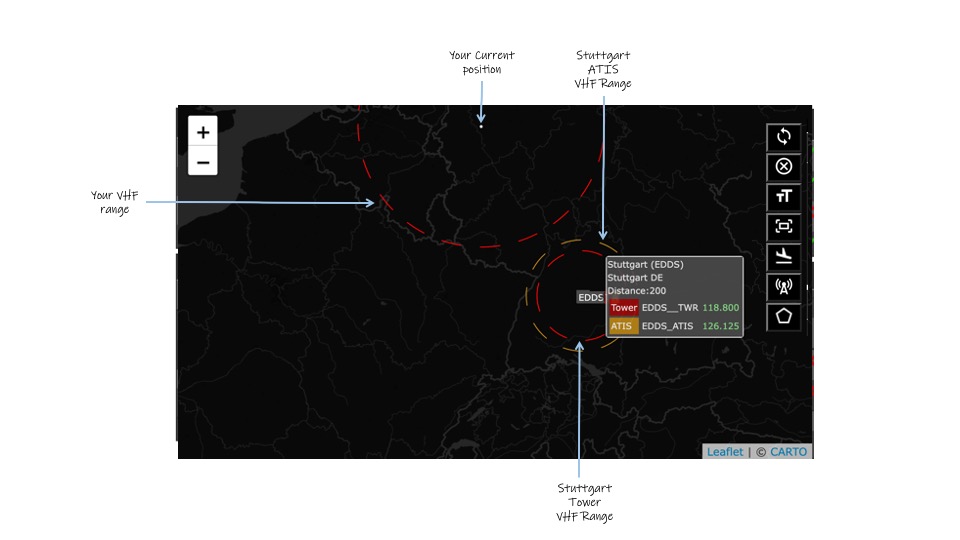 Your Current
position
Stuttgart
ATIS
VHF Range
+
−
Your VHF
range
Stuttgart (EDDS)
Stuttgart DE
Distance:200
EDDS
Tower EDDS__TWR 118.800
ATIS EDDS_ATIS 126.125
Leaflet | © CARTO
Stuttgart
Tower
VHF Range